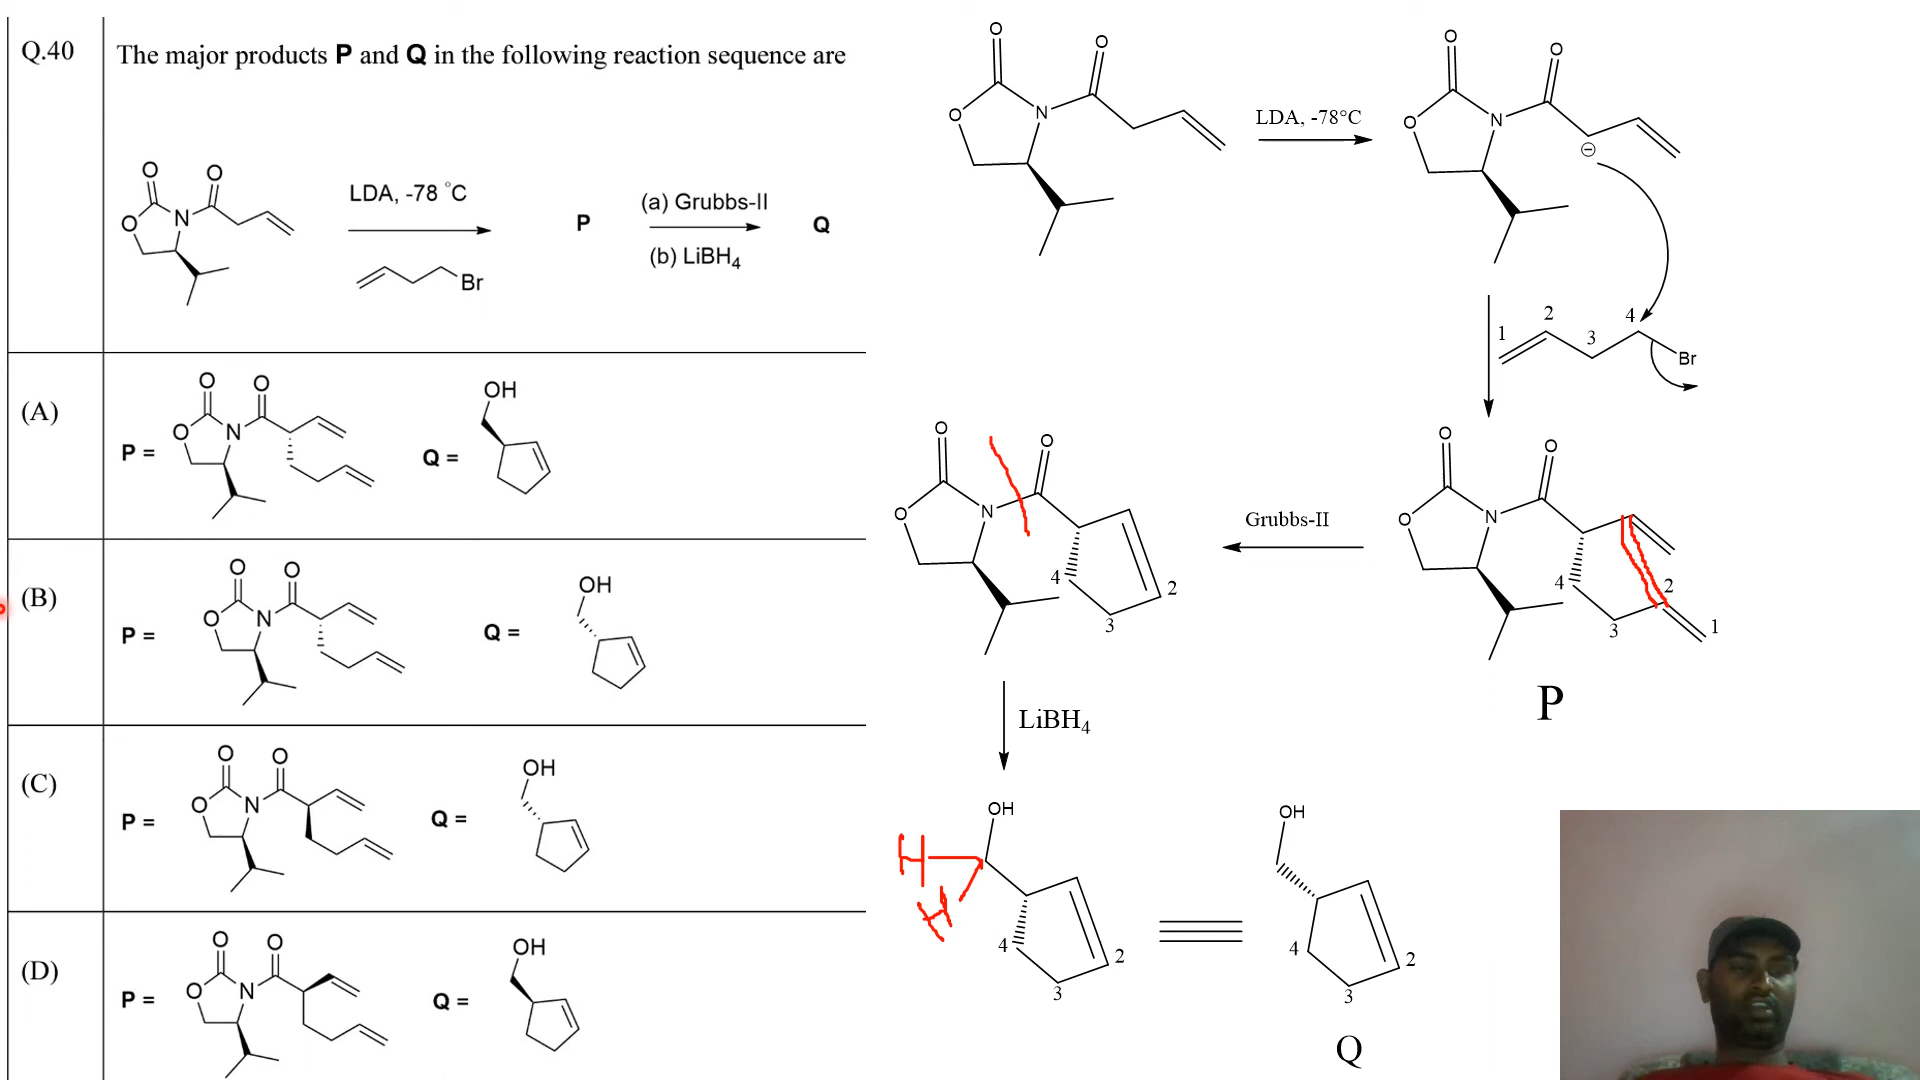 Q.40
The major products P and Q in the following reaction sequence are
O
O
O
N
LDA, -78 °C
Br
P
(a) Grubbs-II
(b) LiBH4
Q
(A)
P =
O
O
O
N
Q =
OH
(B)
P =
O
O
O
N
Q =
OH
(C)
P =
O
O
O
N
Q =
OH
(D)
P =
O
O
O
N
Q =
OH
O
O
O
N
LDA, -78°C
O
O
O
N
⊖
1
2
3
4
Br
O
O
O
N
4
3
2
1
P
Grubbs-II
O
O
O
N
4
3
2
LiBH4
OH
H
H
4
3
2
OH
4
3
2
Q